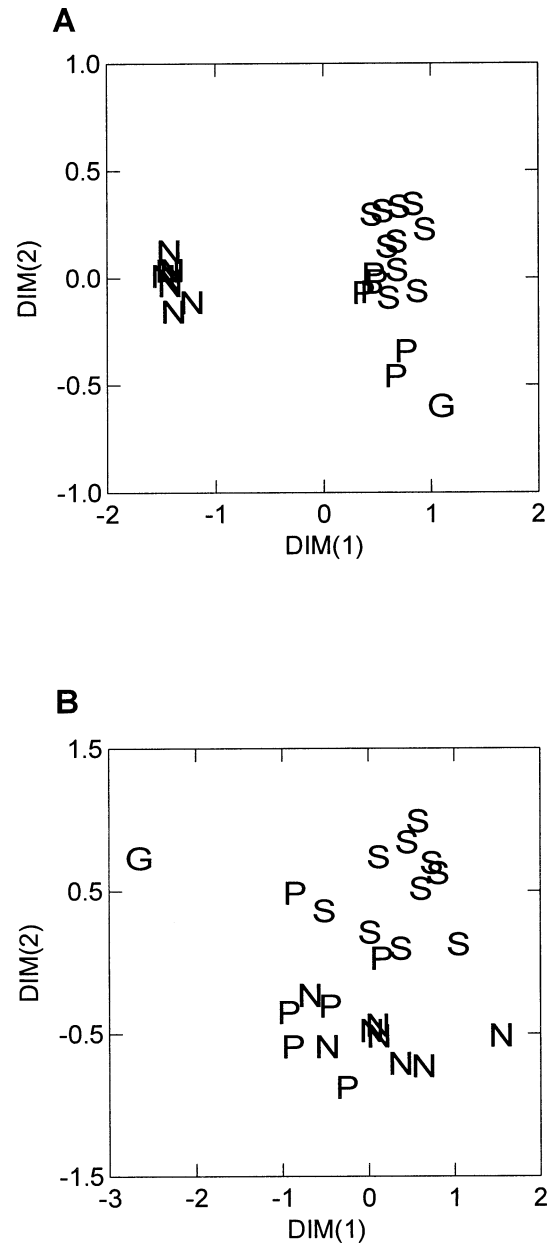 A
1.0
0.5
S S S S
S
S S
N
S
N N
0.0 N P
N P
P S S
N
N
P
P
-0.5
G
-1.0
-2 -1 0 1 2
DIM(1)
DIM(2)
B
1.5
S
S
G S S
S
0.5 P S
S
S
S S
P
N
P P
N
-0.5 N N N
P N
N N
P
-1.5
-3 -2 -1 0 1 2
DIM(1)
DIM(2)